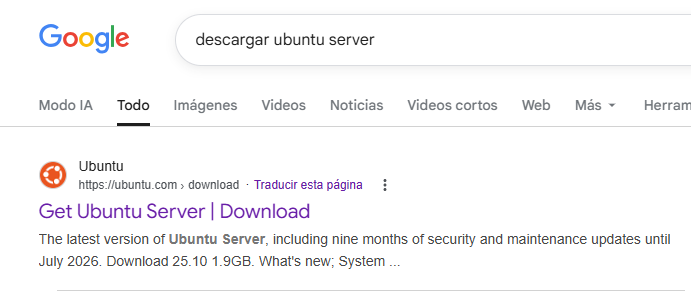 Google
descargar ubuntu server
Modo IA Todo Imágenes Videos Noticias Videos cortos Web Más Herram
Ubuntu
https://ubuntu.com › download · Traducir esta página
Get Ubuntu Server | Download
The latest version of Ubuntu Server, including nine months of security and maintenance updates until
July 2026. Download 25.10 1.9GB. What's new; System ...